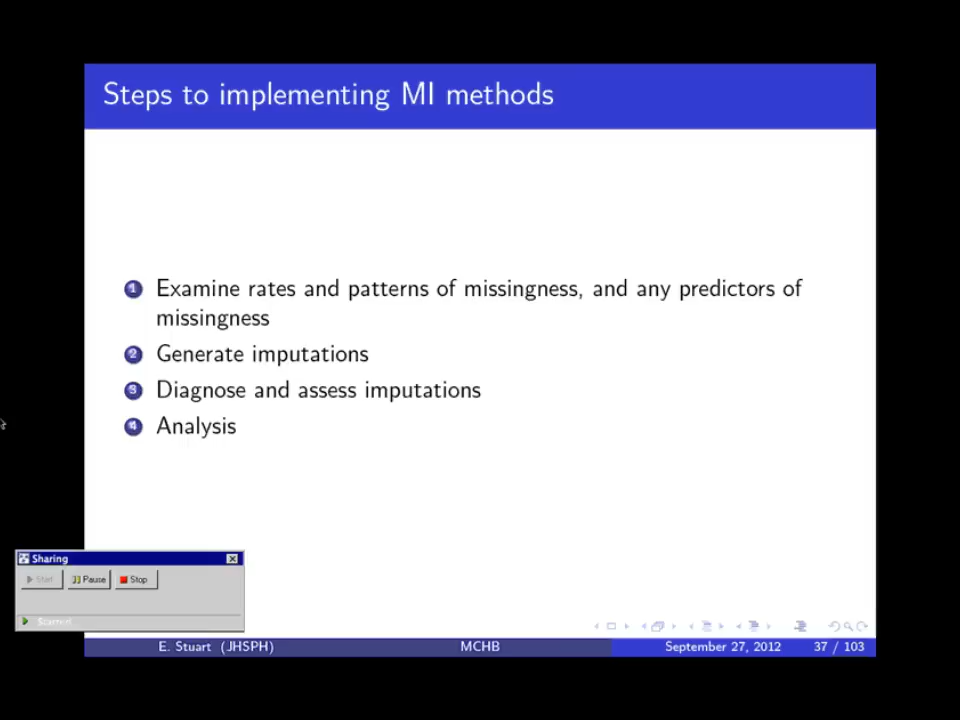 Steps to implementing MI methods
1 Examine rates and patterns of missingness, and any predictors of
missingness
2 Generate imputations
3 Diagnose and assess imputations
4 Analysis
Sharing
Start Pause Stop
E. Stuart (JHSPH) MCHB September 27, 2012 37 / 103